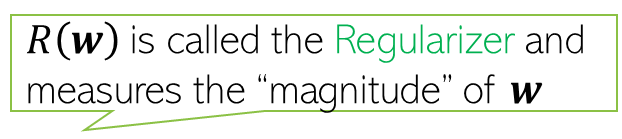 R(w) is called the Regularizer and
measures the “magnitude” of w